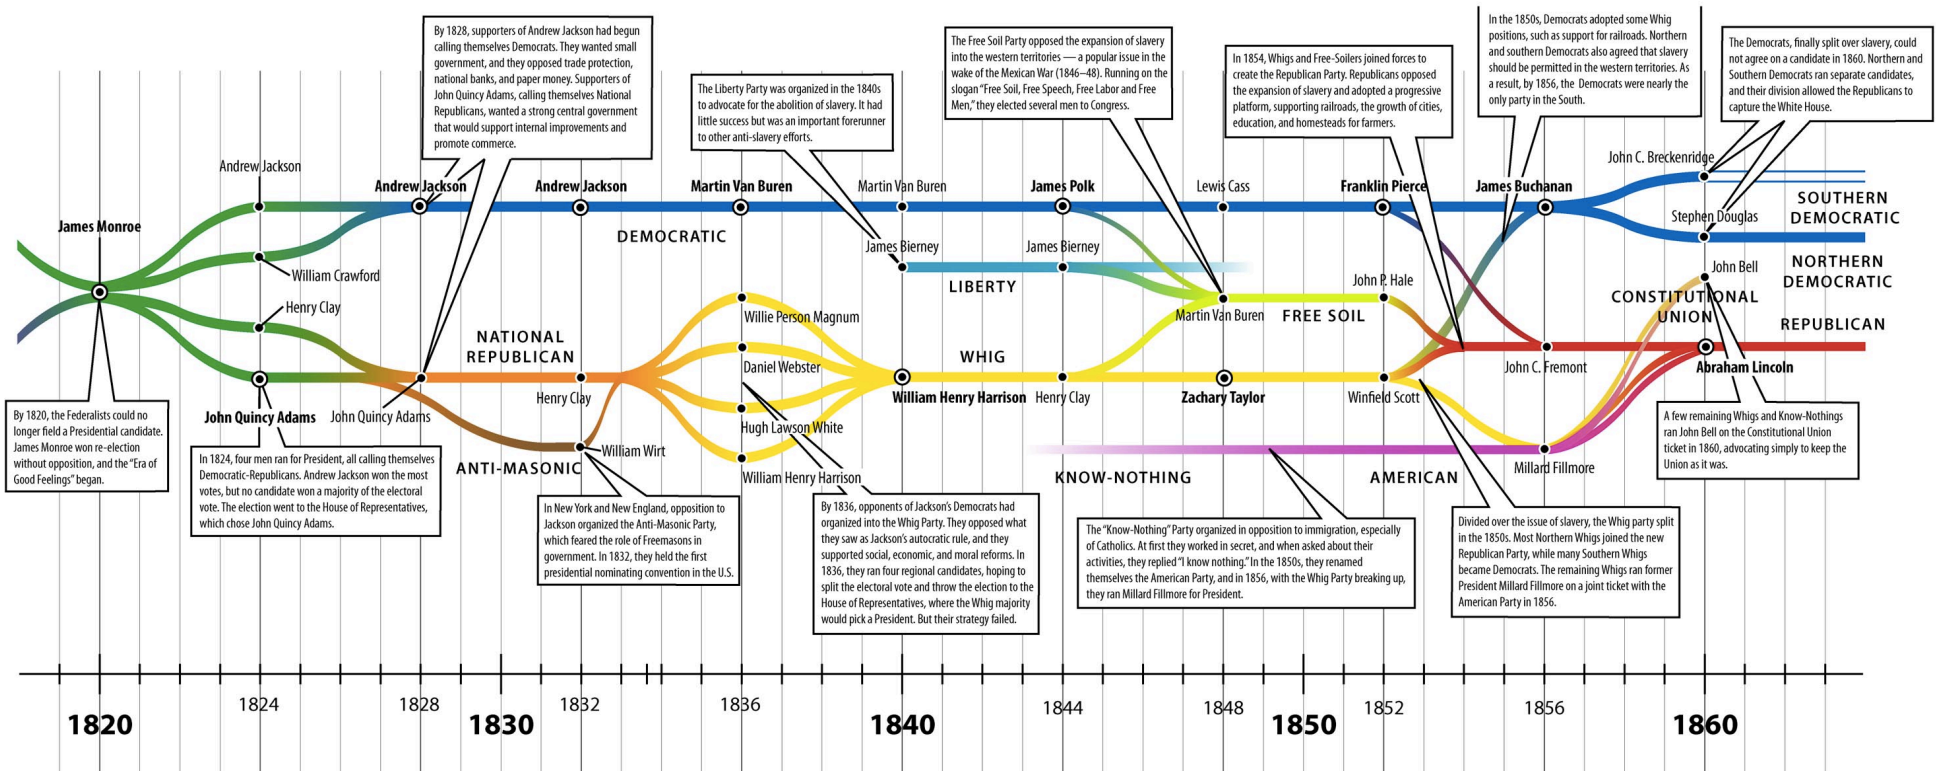 By 1828, supporters of Andrew Jackson had begun
calling themselves Democrats. They wanted small
government, and they opposed trade protection,
national banks, and paper money. Supporters of
John Quincy Adams, calling themselves National
Republicans, wanted a strong central government
that would support internal improvements and
promote commerce.
The Liberty Party was organized in the 1840s
to advocate for the abolition of slavery. It had
little success but was an important forerunner
to other anti-slavery efforts.
The Free Soil Party opposed the expansion of slavery
into the western territories — a popular issue in the
wake of the Mexican War (1846–48). Running on the
slogan "Free Soil, Free Speech, Free Labor and Free
Men," they elected several men to Congress.
In 1854, Whigs and Free-Soilers joined forces to
create the Republican Party. Republicans opposed
the expansion of slavery and adopted a progressive
platform, supporting railroads, the growth of cities,
education, and homesteads for farmers.
In the 1850s, Democrats adopted some Whig
positions, such as support for railroads. Northern
and southern Democrats also agreed that slavery
should be permitted in the western territories. As
a result, by 1856, the Democrats were nearly the
only party in the South.
The Democrats, finally split over slavery, could
not agree on a candidate in 1860. Northern and
Southern Democrats ran separate candidates,
and their division allowed the Republicans to
capture the White House.
Andrew Jackson
Andrew Jackson
Andrew Jackson
Martin Van Buren
Martin Van Buren
James Polk
Lewis Cass
Franklin Pierce
James Buchanan
John C. Breckenridge
SOUTHERN
DEMOCRATIC
James Monroe
DEMOCRATIC
Stephen Douglas
William Crawford
James Bierney
James Bierney
NORTHERN
DEMOCRATIC
John Bell
Henry Clay
LIBERTY
John P. Hale
CONSTITUTIONAL
UNION
Willie Person Magnum
Martin Van Buren
FREE SOIL
REPUBLICAN
NATIONAL
REPUBLICAN
WHIG
Daniel Webster
John C. Fremont
Abraham Lincoln
John Quincy Adams
John Quincy Adams
Henry Clay
William Henry Harrison
Henry Clay
Zachary Taylor
Winfield Scott
Hugh Lawson White
William Wirt
ANTI-MASONIC
William Henry Harrison
KNOW-NOTHING
AMERICAN
Millard Fillmore
By 1820, the Federalists could no
longer field a Presidential candidate.
James Monroe won re-election
without opposition, and the "Era of
Good Feelings" began.
In 1824, four men ran for President, all calling themselves
Democratic-Republicans. Andrew Jackson won the most
votes, but no candidate won a majority of the electoral
vote. The election went to the House of Representatives,
which chose John Quincy Adams.
In New York and New England, opposition to
Jackson organized the Anti-Masonic Party,
which feared the role of Freemasons in
government. In 1832, they held the first
presidential nominating convention in the U.S.
By 1836, opponents of Jackson's Democrats had
organized into the Whig Party. They opposed what
they saw as Jackson's autocratic rule, and they
supported social, economic, and moral reforms. In
1836, they ran four regional candidates, hoping to
split the electoral vote and throw the election to the
House of Representatives, where the Whig majority
would pick a President. But their strategy failed.
The "Know-Nothing" Party organized in opposition to immigration, especially
of Catholics. At first they worked in secret, and when asked about their
activities, they replied "I know nothing." In the 1850s, they renamed
themselves the American Party, and in 1856, with the Whig Party breaking up,
they ran Millard Fillmore for President.
Divided over the issue of slavery, the Whig party split
in the 1850s. Most Northern Whigs joined the new
Republican Party, while many Southern Whigs
became Democrats. The remaining Whigs ran former
President Millard Fillmore on a joint ticket with the
American Party in 1856.
A few remaining Whigs and Know-Nothings
ran John Bell on the Constitutional Union
ticket in 1860, advocating simply to keep the
Union as it was.
1820
1824
1828
1830
1832
1836
1840
1844
1848
1850
1852
1856
1860